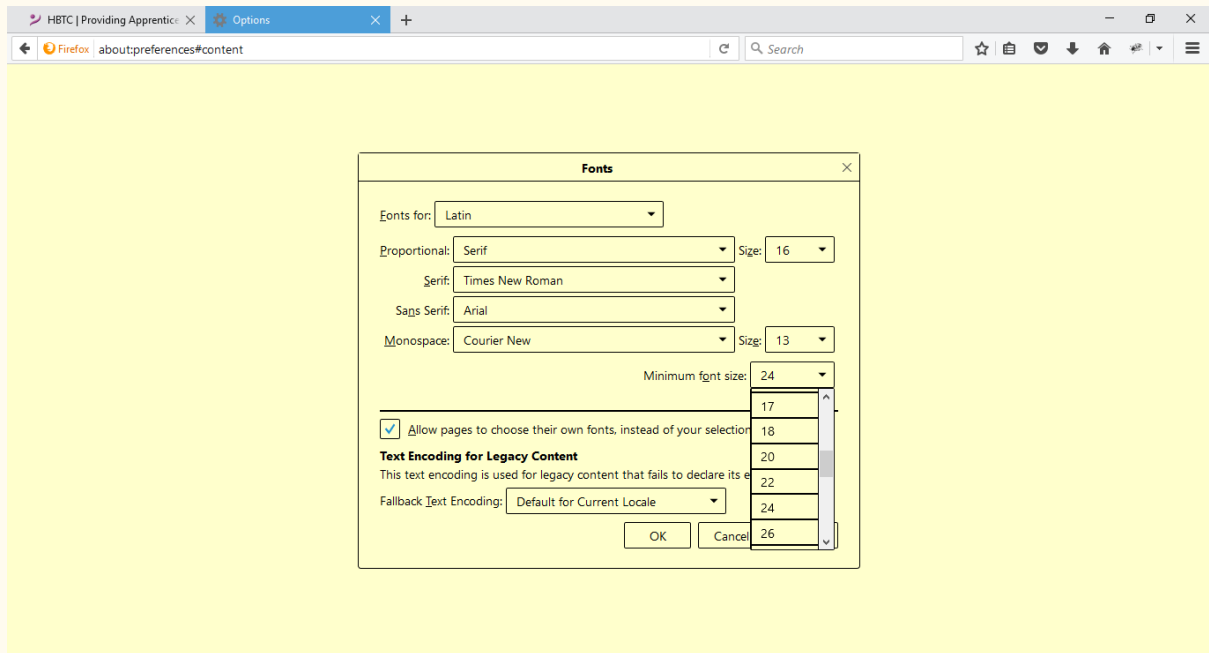 HBTC | Providing Apprentice
Options
Firefox about:preferences#content
Search
Fonts
Fonts for: Latin
Proportional: Serif Size: 16
Serif: Times New Roman
Sans Serif: Arial
Monospace: Courier New Size: 13
Minimum font size: 24
17
Allow pages to choose their own fonts, instead of your selection
18
Text Encoding for Legacy Content
20
This text encoding is used for legacy content that fails to declare its e
22
Fallback Text Encoding: Default for Current Locale
24
OK Cancel
26